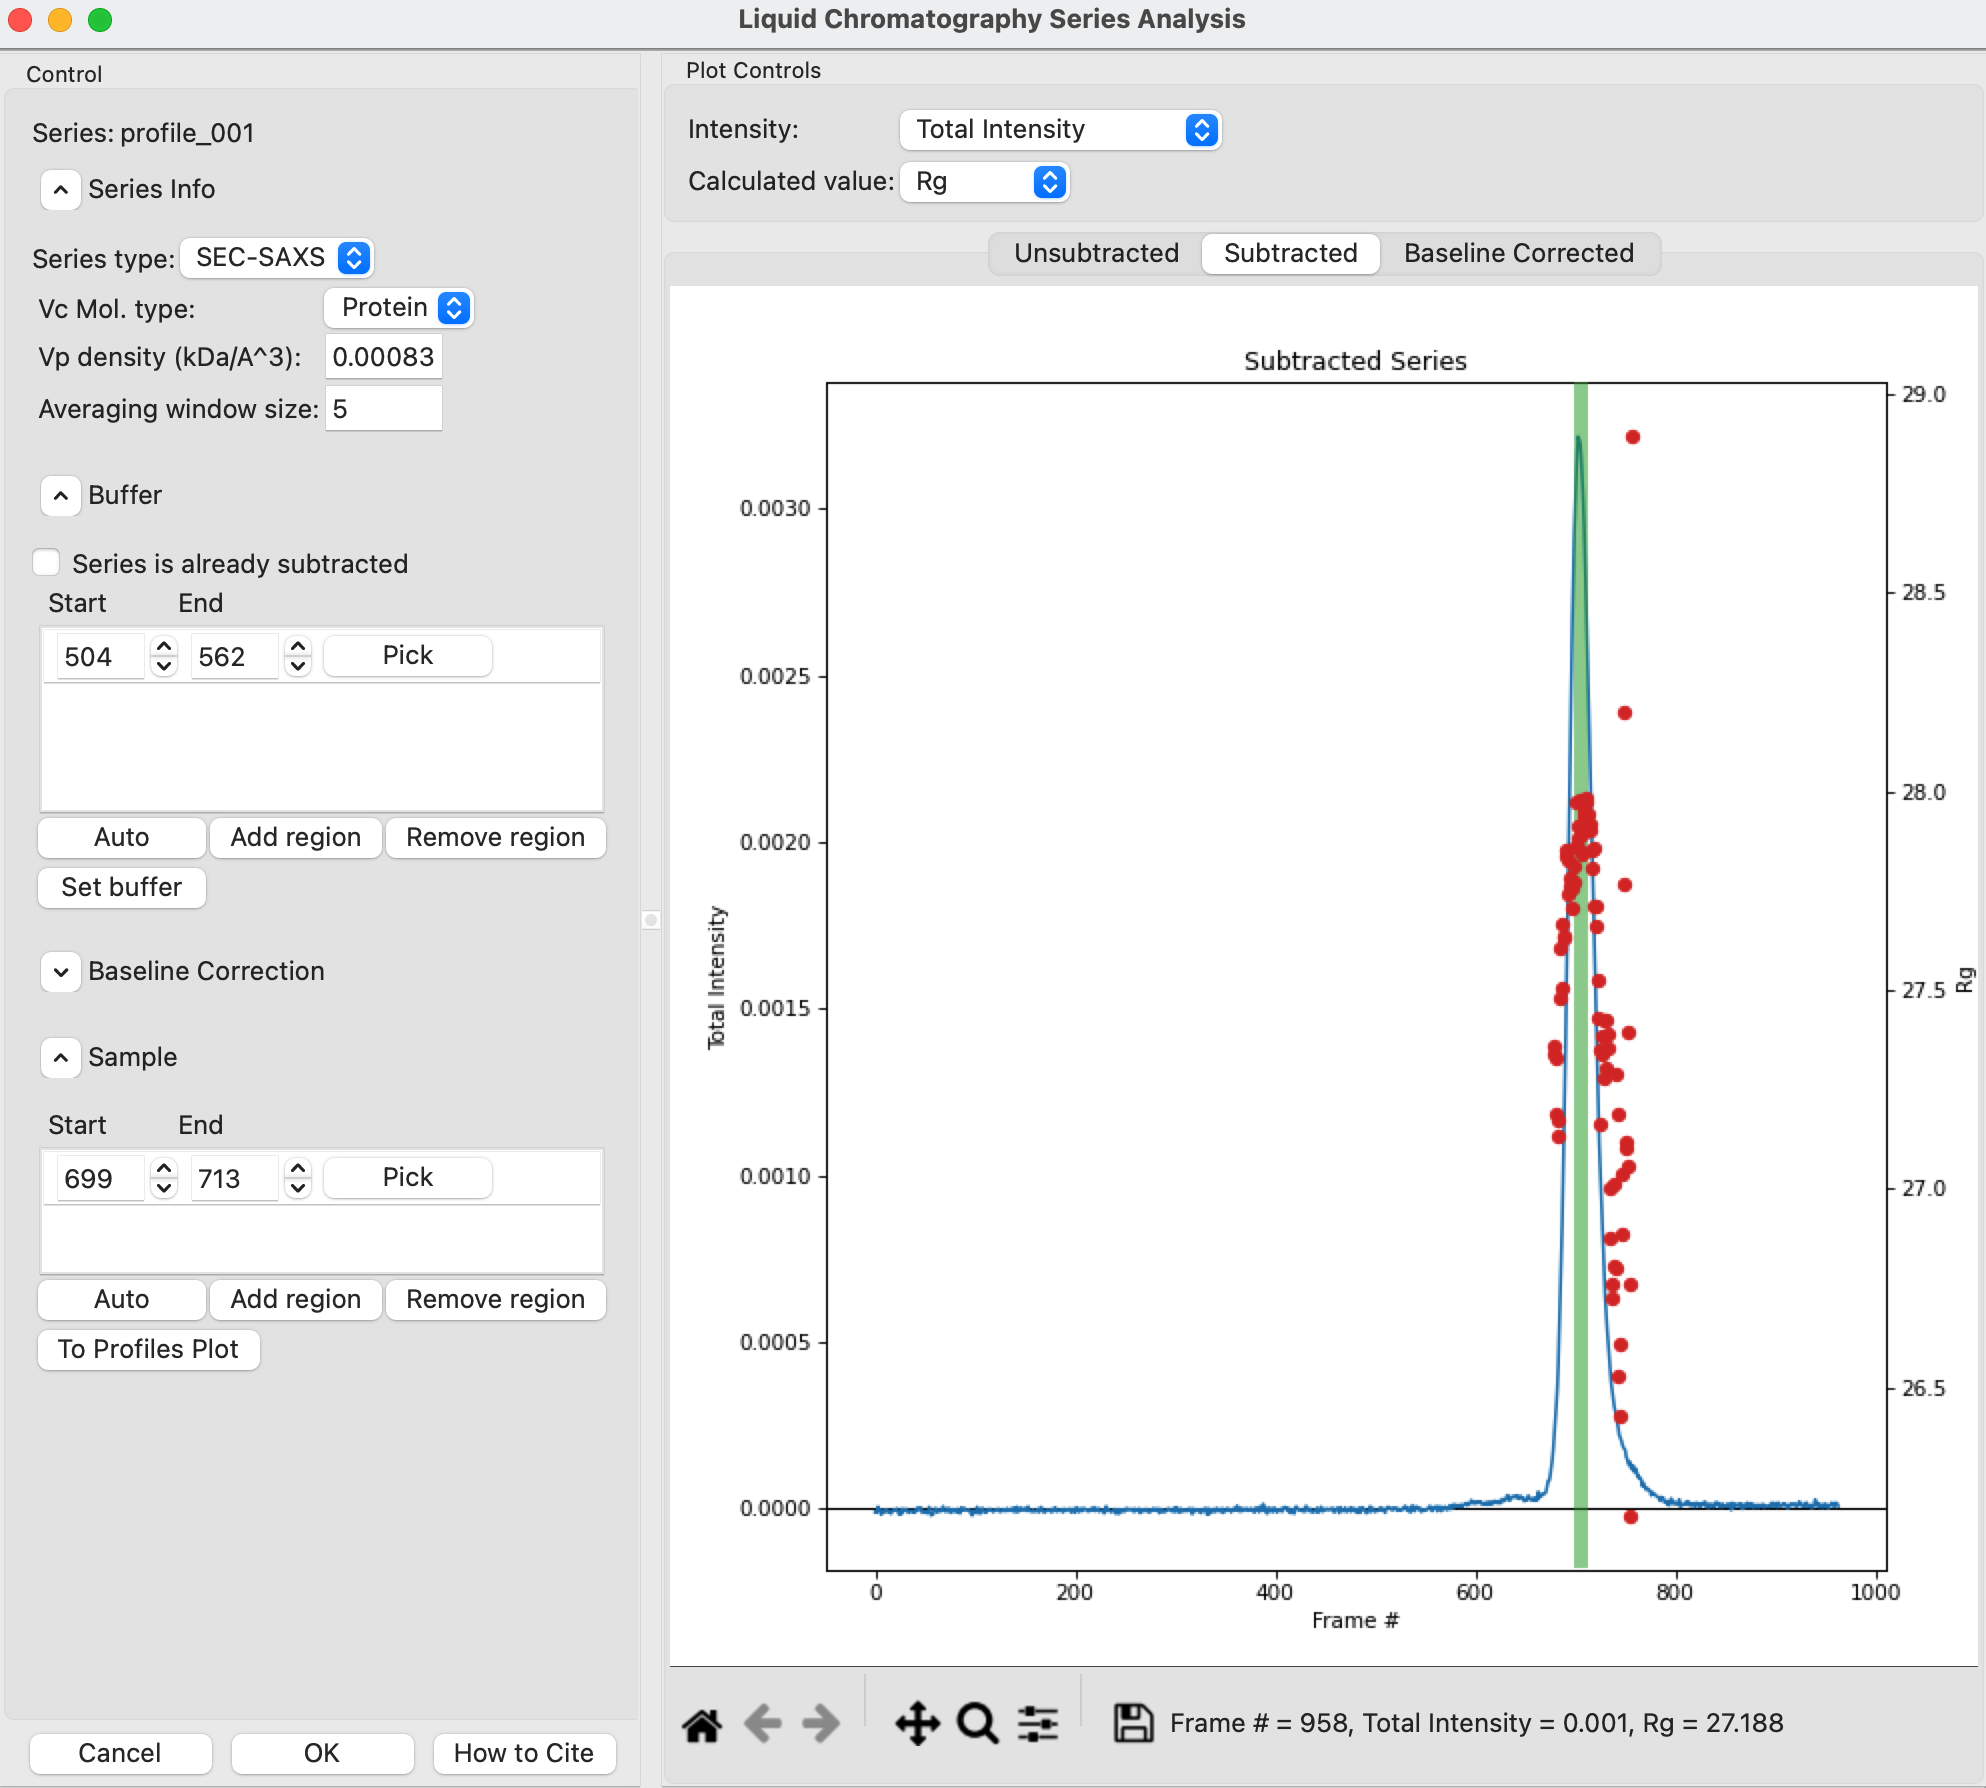 Liquid Chromatography Series Analysis
Control
Series: profile_001
Series Info
Series type: SEC-SAXS
Vc Mol. type: Protein
Vp density (kDa/A^3): 0.00083
Averaging window size: 5
Buffer
Series is already subtracted
Start End
504 562 Pick
Auto Add region Remove region
Set buffer
Baseline Correction
Sample
Start End
699 713 Pick
Auto Add region Remove region
To Profiles Plot
Cancel OK How to Cite
Plot Controls
Intensity: Total Intensity
Calculated value: Rg
Unsubtracted Subtracted Baseline Corrected
Subtracted Series
Total Intensity
0.0030
0.0025
0.0020
0.0015
0.0010
0.0005
0.0000
29.0
28.5
28.0
27.5
27.0
26.5
Rg
0 200 400 600 800 1000
Frame #
Frame # = 958, Total Intensity = 0.001, Rg = 27.188